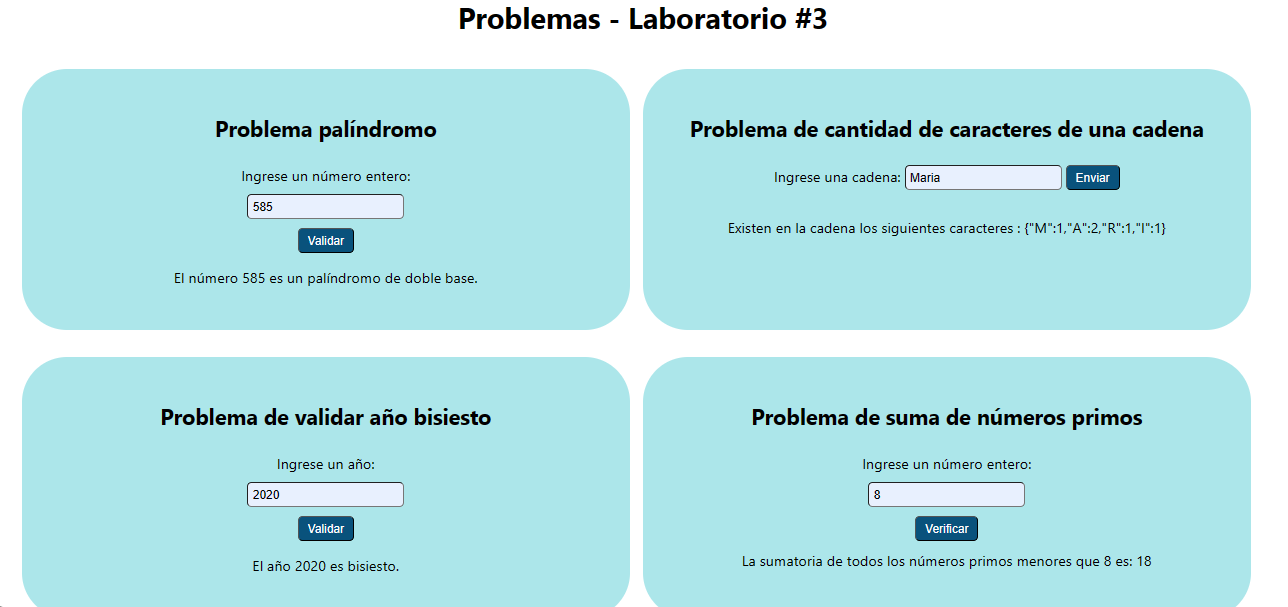 Problemas - Laboratorio #3
Problema palíndromo
Ingrese un número entero:
585
Validar
El número 585 es un palíndromo de doble base.
Problema de cantidad de caracteres de una cadena
Ingrese una cadena: Maria Enviar
Existen en la cadena los siguientes caracteres : {"M":1,"A":2,"R":1,"I":1}
Problema de validar año bisiesto
Ingrese un año:
2020
Validar
El año 2020 es bisiesto.
Problema de suma de números primos
Ingrese un número entero:
8
Verificar
La sumatoria de todos los números primos menores que 8 es: 18